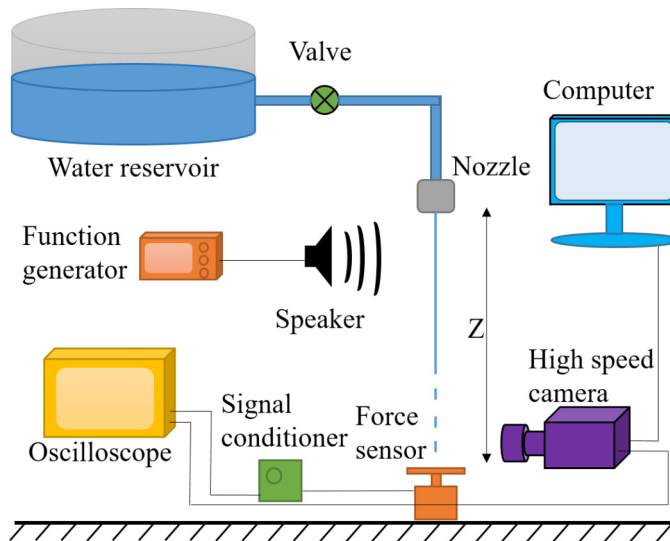 Valve
Computer
Water reservoir
Nozzle
Function
generator
Speaker
Z
High speed
camera
Signal
conditioner
Force
sensor
Oscilloscope